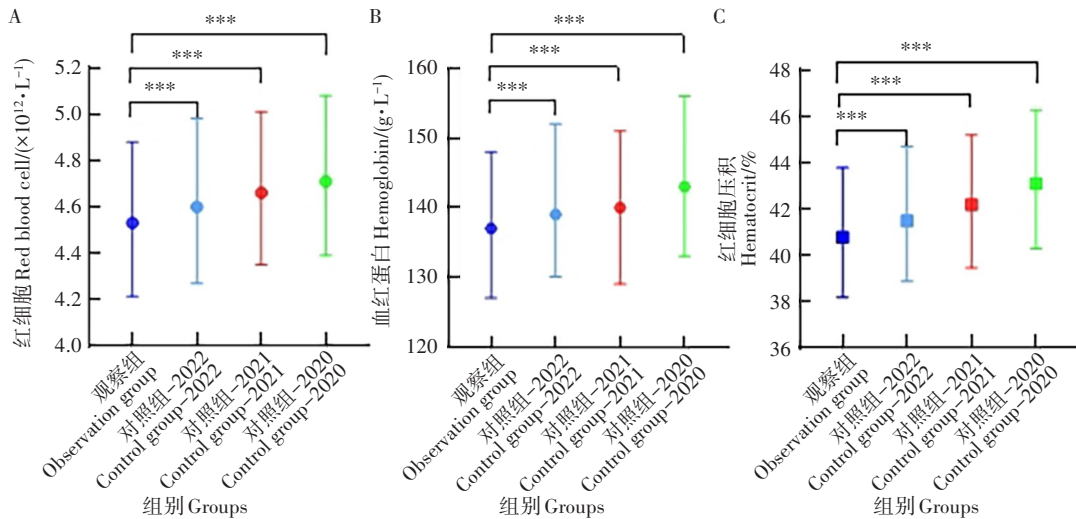 A
红细胞 Red blood cell/(×10¹²·L⁻¹)
5.2
5.0
4.8
4.6
4.4
4.2
4.0
***
***
***
观察组
Observation group
对照组-2022
Control group-2022
对照组-2021
Control group-2021
对照组-2020
Control group-2020
组别 Groups
B
血红蛋白 Hemoglobin/(g·L⁻¹)
160
150
140
130
120
***
***
***
观察组
Observation group
对照组-2022
Control group-2022
对照组-2021
Control group-2021
对照组-2020
Control group-2020
组别 Groups
C
红细胞压积
Hematocrit/%
48
46
44
42
40
38
36
***
***
***
观察组
Observation group
对照组-2022
Control group-2022
对照组-2021
Control group-2021
对照组-2020
Control group-2020
组别 Groups